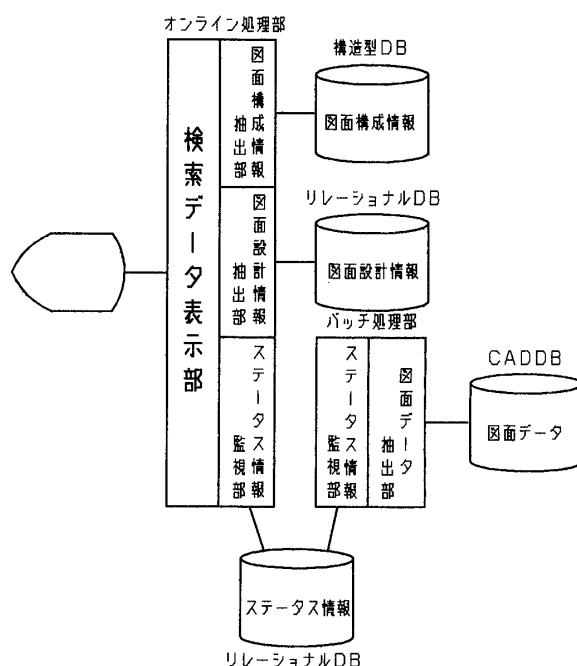 オンライン処理部
検索データ表示部
図面構成情報
抽出部
図面設計情報
抽出部
ステータス情報
監視部
構造型DB
図面構成情報
リレーショナルDB
図面設計情報
バッチ処理部
ステータス情報
監視部
図面データ
抽出部
CADDB
図面データ
ステータス情報
リレーショナルDB